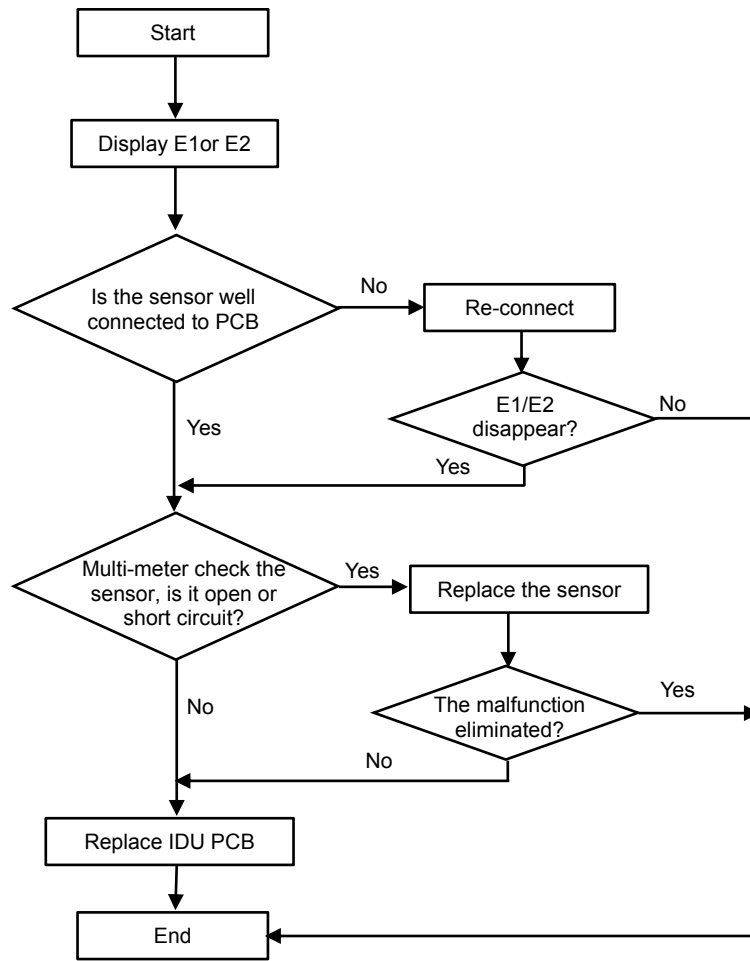 Start
Display E1or E2
Is the sensor well
connected to PCB
No
Re-connect
E1/E2
disappear?
No
Yes
Yes
Multi-meter check the
sensor, is it open or
short circuit?
Yes
Replace the sensor
The malfunction
eliminated?
Yes
No
No
Replace IDU PCB
End